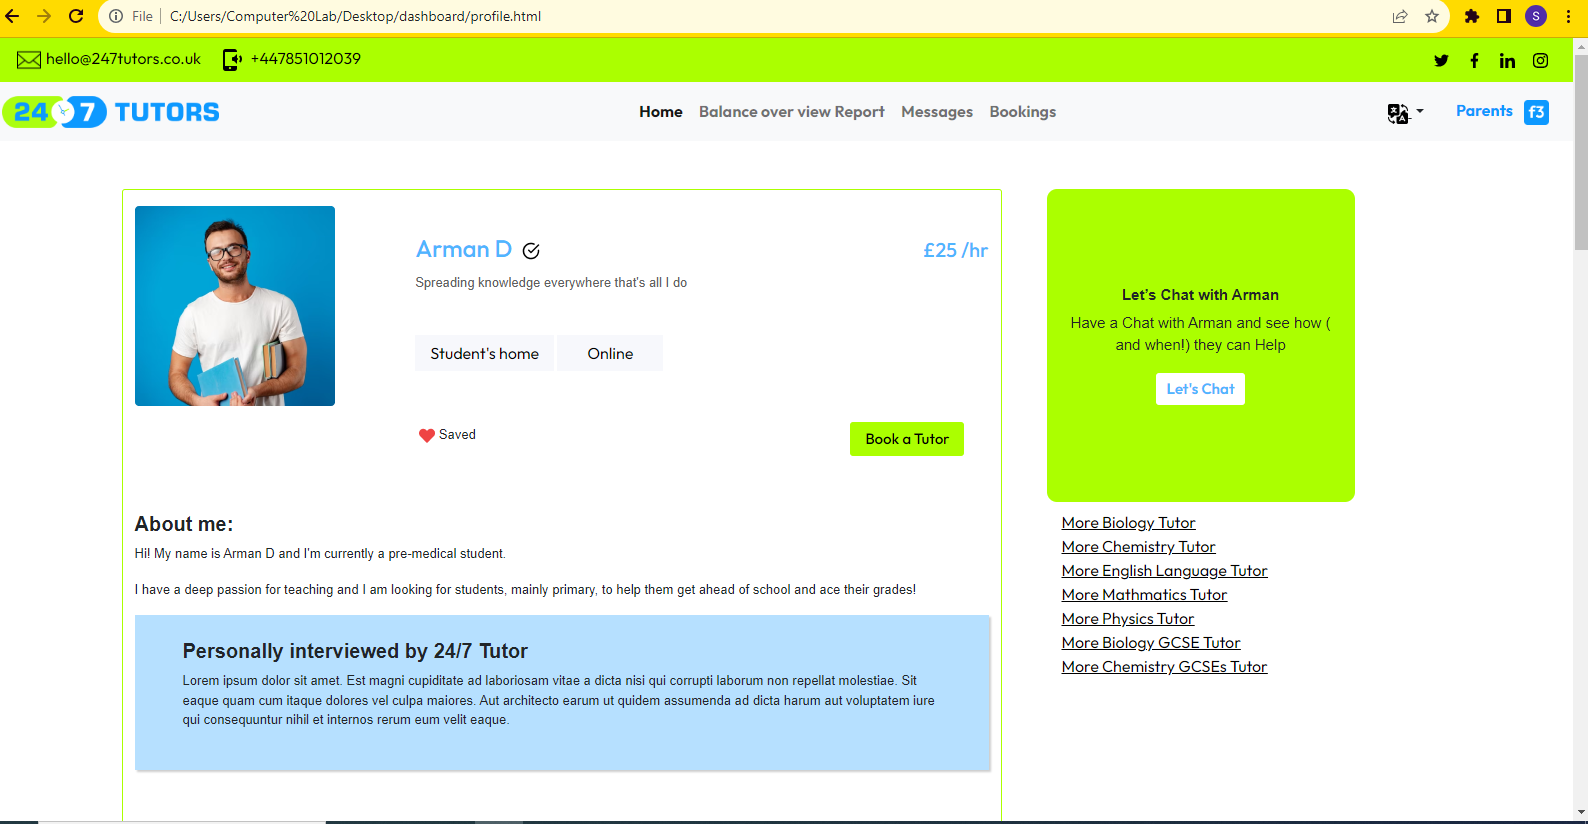 File C:/Users/Computer%20Lab/Desktop/dashboard/profile.html
S
hello@247tutors.co.uk +447851012039
24 7 TUTORS
Home Balance over view Report Messages Bookings
Parents f3
Arman D £25 /hr
Spreading knowledge everywhere that's all I do
Student's home Online
Saved Book a Tutor
About me:
Hi! My name is Arman D and I'm currently a pre-medical student.
I have a deep passion for teaching and I am looking for students, mainly primary, to help them get ahead of school and ace their grades!
Personally interviewed by 24/7 Tutor
Lorem ipsum dolor sit amet. Est magni cupiditate ad laboriosam vitae a dicta nisi qui corrupti laborum non repellat molestiae. Sit
eaque quam cum itaque dolores vel culpa maiores. Aut architecto earum ut quidem assumenda ad dicta harum aut voluptatem iure
qui consequuntur nihil et internos rerum eum velit eaque.
Let's Chat with Arman
Have a Chat with Arman and see how (
and when!) they can Help
Let's Chat
More Biology Tutor
More Chemistry Tutor
More English Language Tutor
More Mathmatics Tutor
More Physics Tutor
More Biology GCSE Tutor
More Chemistry GCSEs Tutor